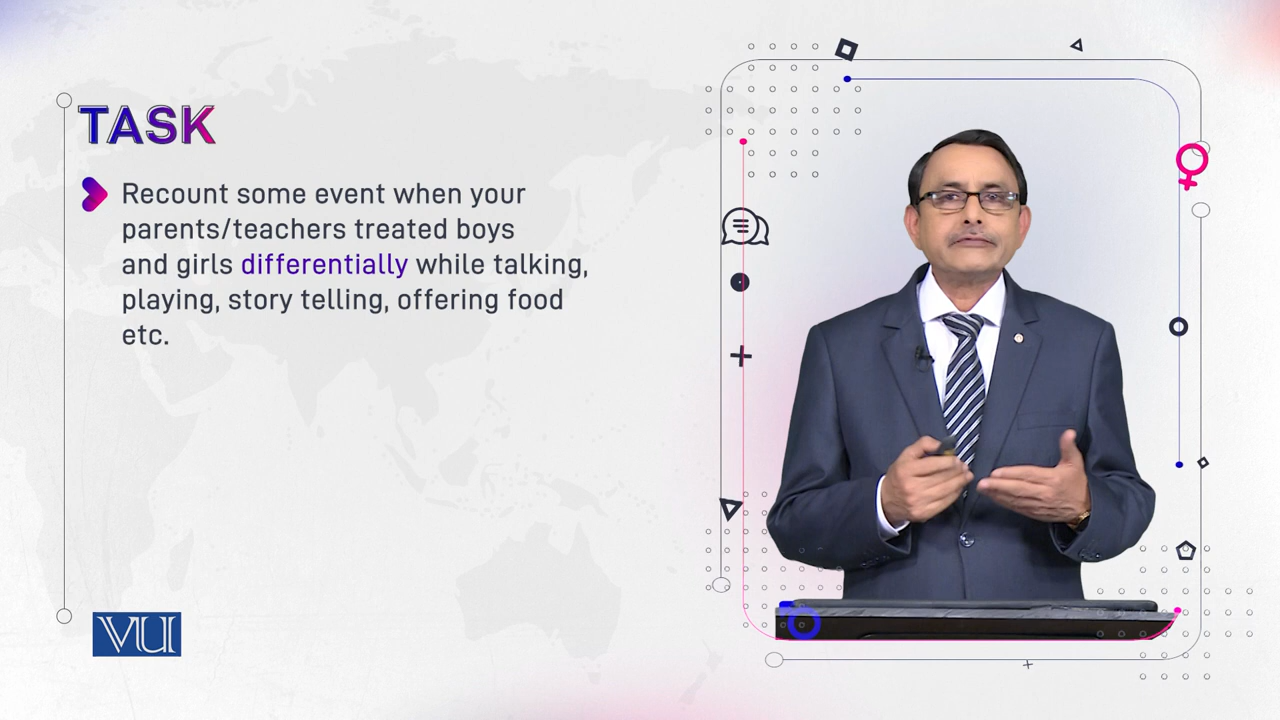 TASK
Recount some event when your
parents/teachers treated boys
and girls differentially while talking,
playing, story telling, offering food
etc.
VU